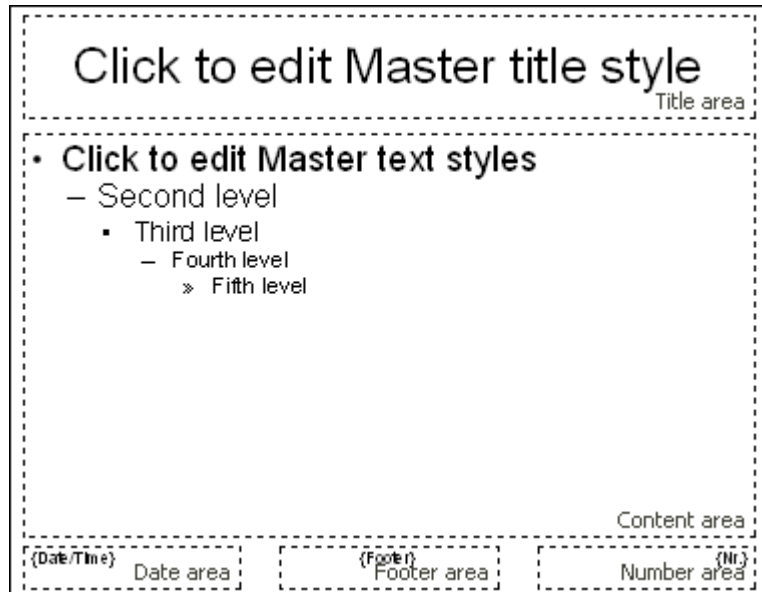 Click to edit Master title style
Title area
• Click to edit Master text styles
– Second level
▪ Third level
– Fourth level
» Fifth level
Content area
{Date/Time}
Date area
{Footer}
Footer area
{Nr.}
Number area